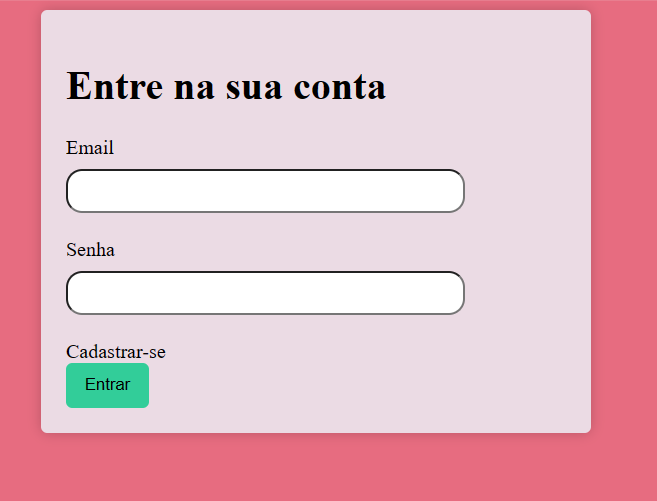 Entre na sua conta
Email
Senha
Cadastrar-se
Entrar